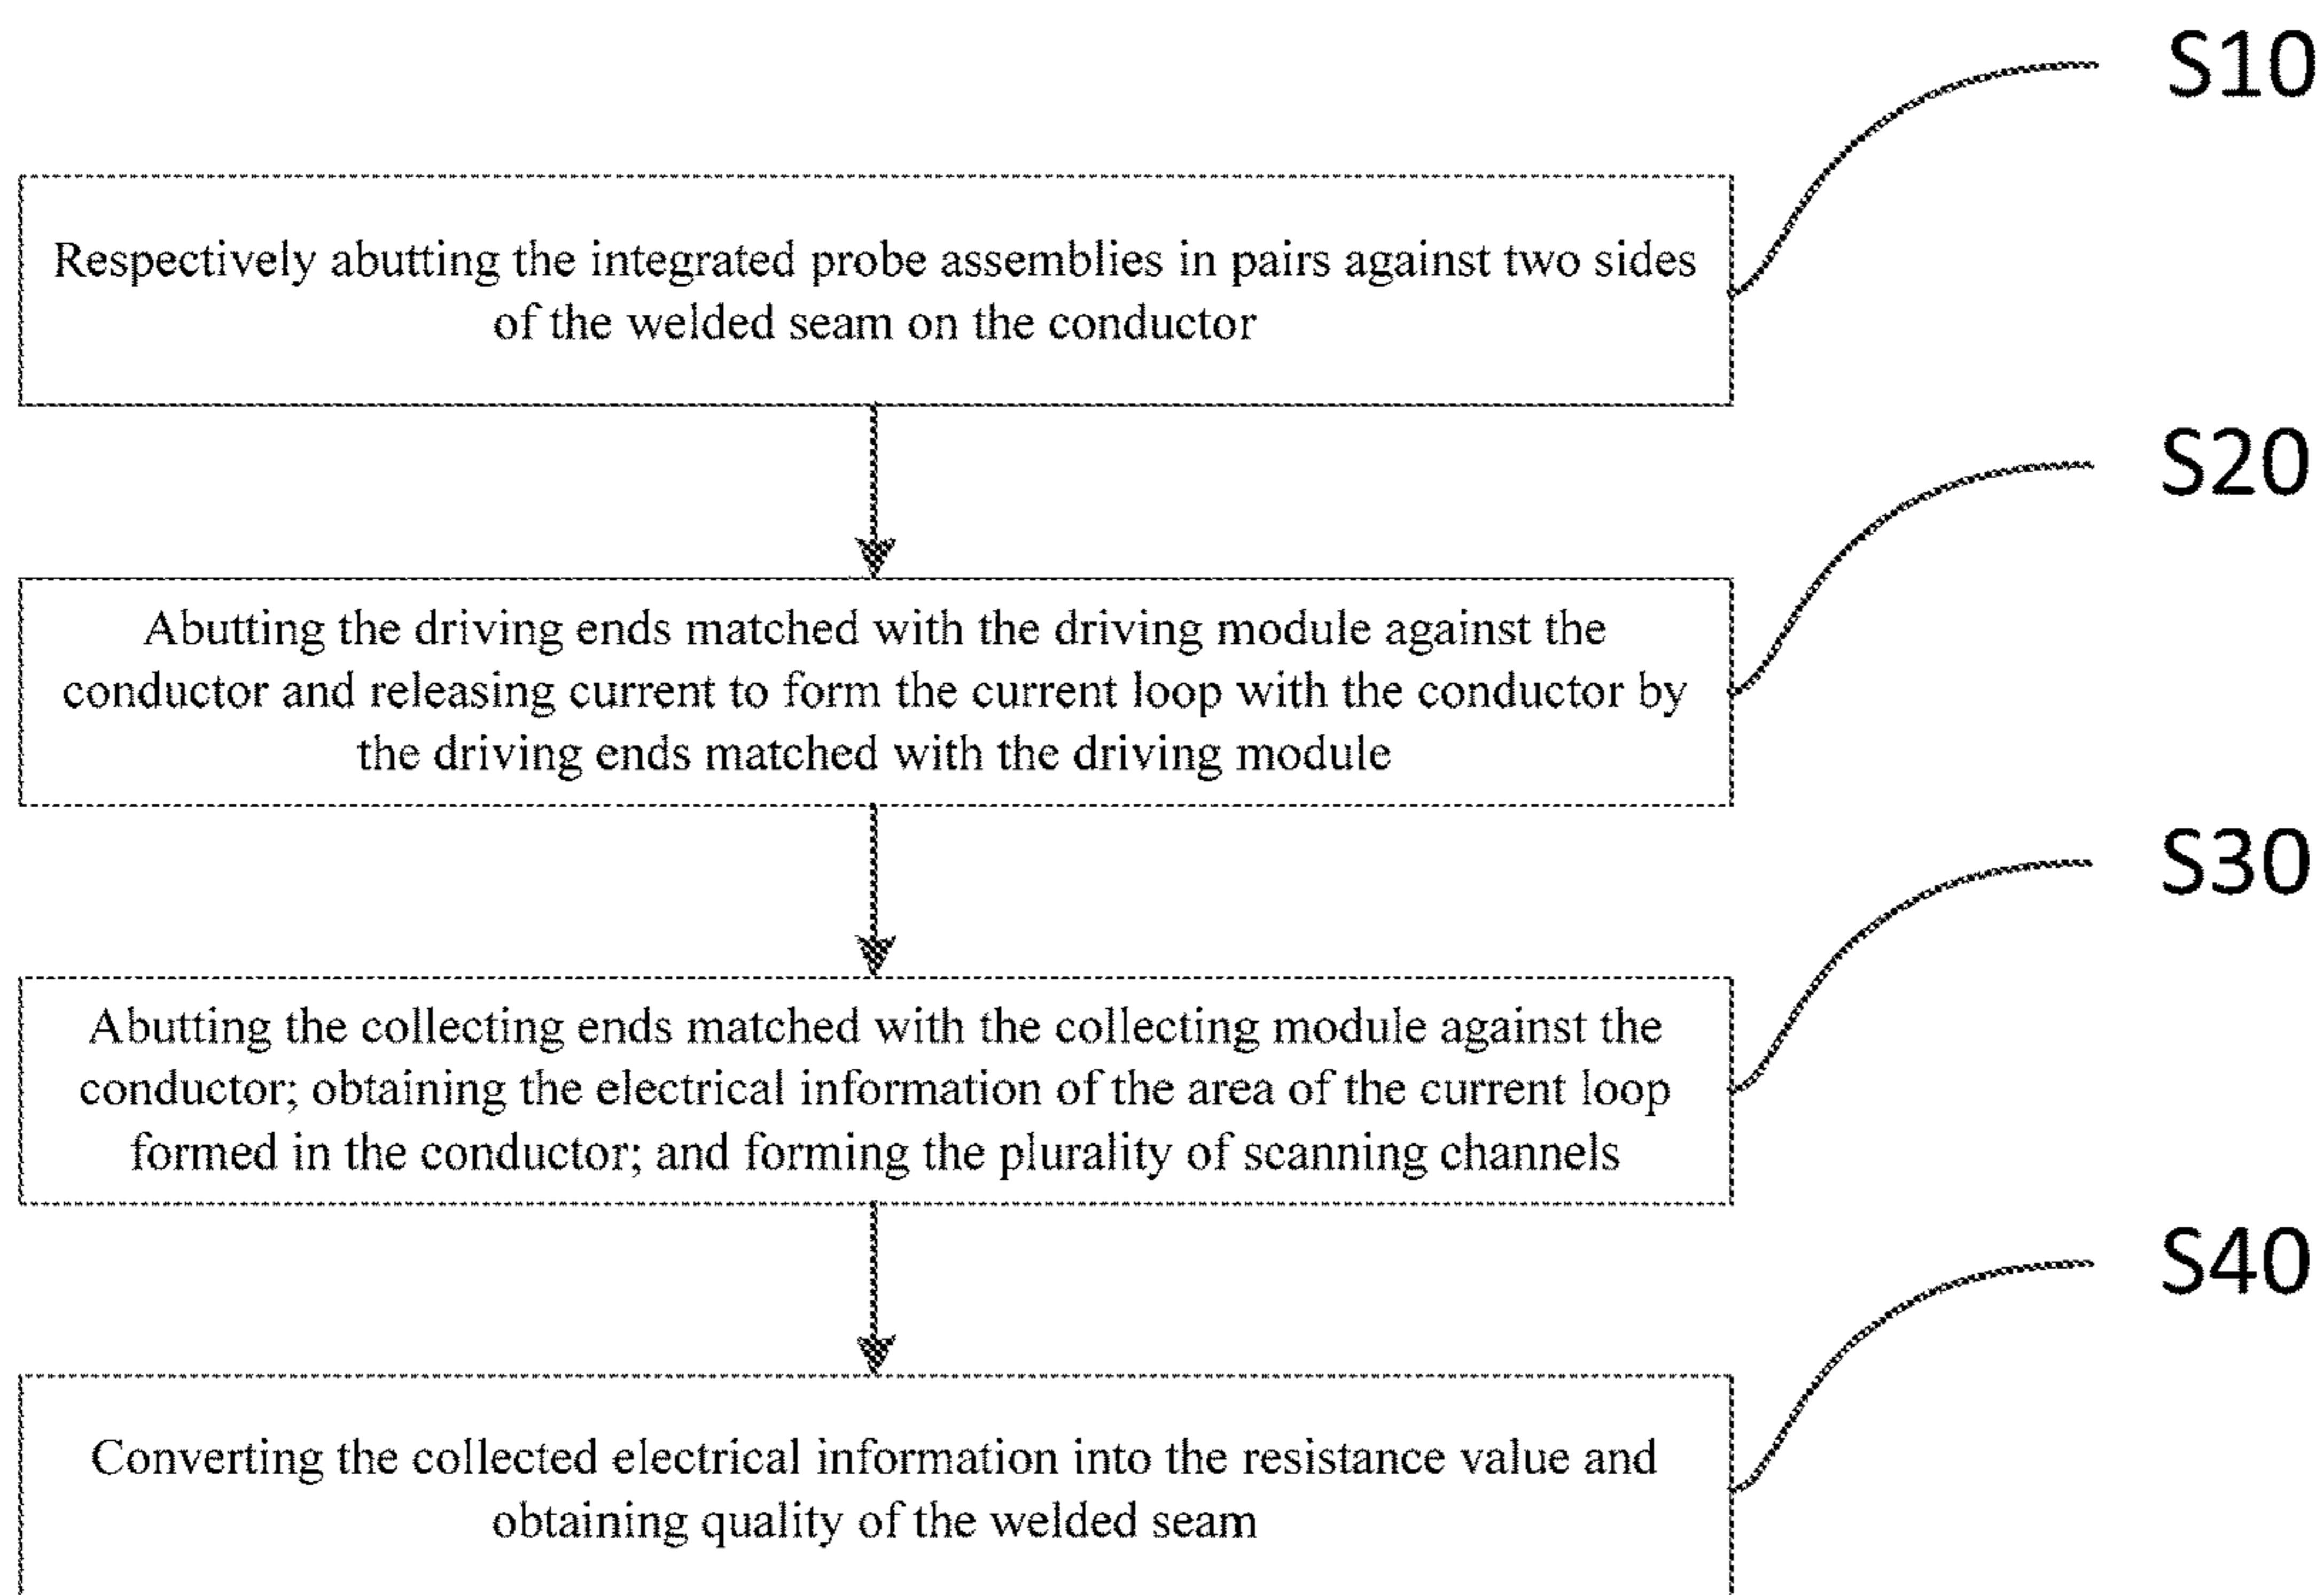 S10
Respectively abutting the integrated probe assemblies in pairs against two sides
of the welded seam on the conductor
S20
Abutting the driving ends matched with the driving module against the
conductor and releasing current to form the current loop with the conductor by
the driving ends matched with the driving module
S30
Abutting the collecting ends matched with the collecting module against the
conductor; obtaining the electrical information of the area of the current loop
formed in the conductor; and forming the plurality of scanning channels
S40
Converting the collected electrical information into the resistance value and
obtaining quality of the welded seam